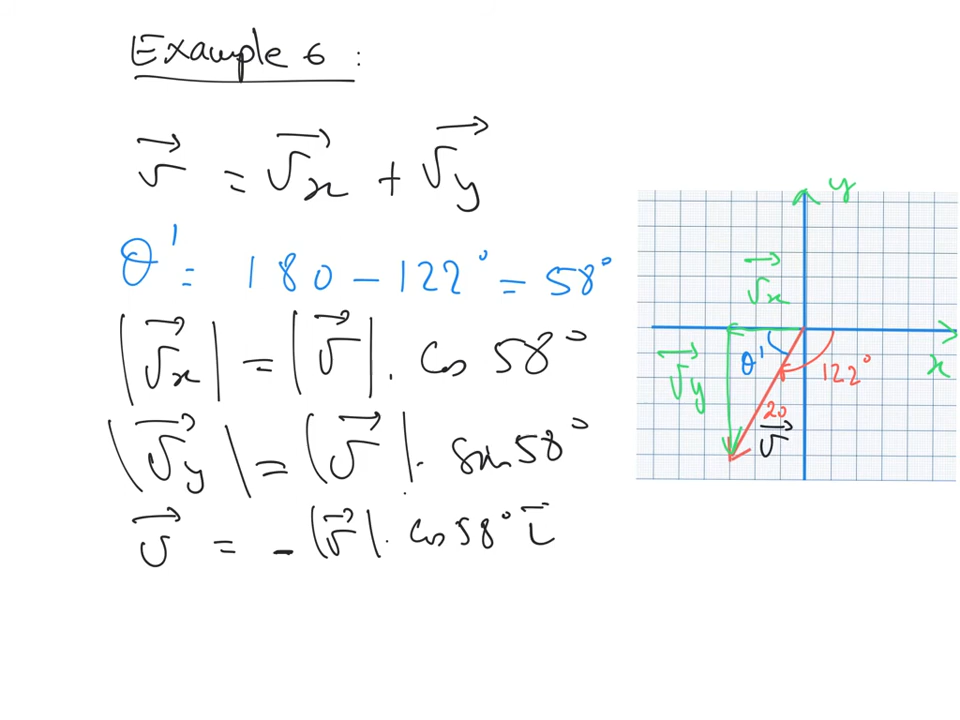 Example 6 :
v⃗ = v⃗x + v⃗y
θ' = 180 - 122° = 58°
|v⃗x| = |v⃗| . cos 58°
|v⃗y| = |v⃗| . sin 58°
v⃗ = - |v⃗| . cos 58° i
y
v⃗x
x
v⃗y
θ'
122°
20
v⃗